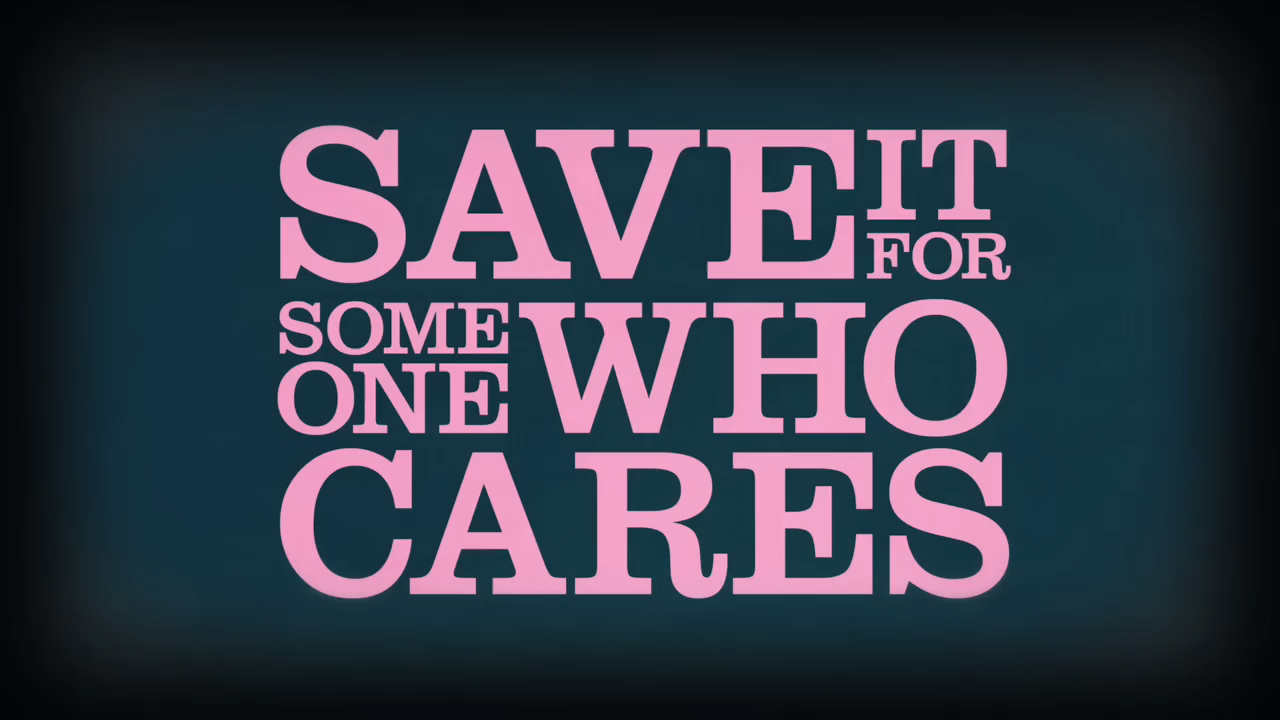 SAVE IT
FOR
SOME
ONE WHO
CARES